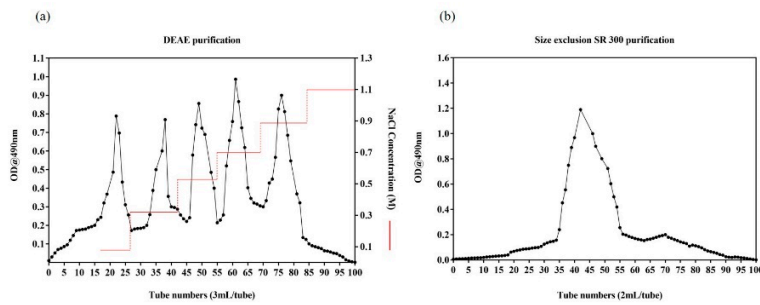 (a)
DEAE purification
OD@490nm
1.1
1.0
0.9
0.8
0.7
0.6
0.5
0.4
0.3
0.2
0.1
0 5 10 15 20 25 30 35 40 45 50 55 60 65 70 75 80 85 90 95 100
Tube numbers (3mL/tube)
1.3
1.1
0.9
0.7
0.5
0.3
0.1
NaCl Concentration (M)
(b)
Size exclusion SR 300 purification
OD@490nm
1.6
1.4
1.2
1.0
0.8
0.6
0.4
0.2
0.0
0 5 10 15 20 25 30 35 40 45 50 55 60 65 70 75 80 85 90 95 100
Tube numbers (2mL/tube)